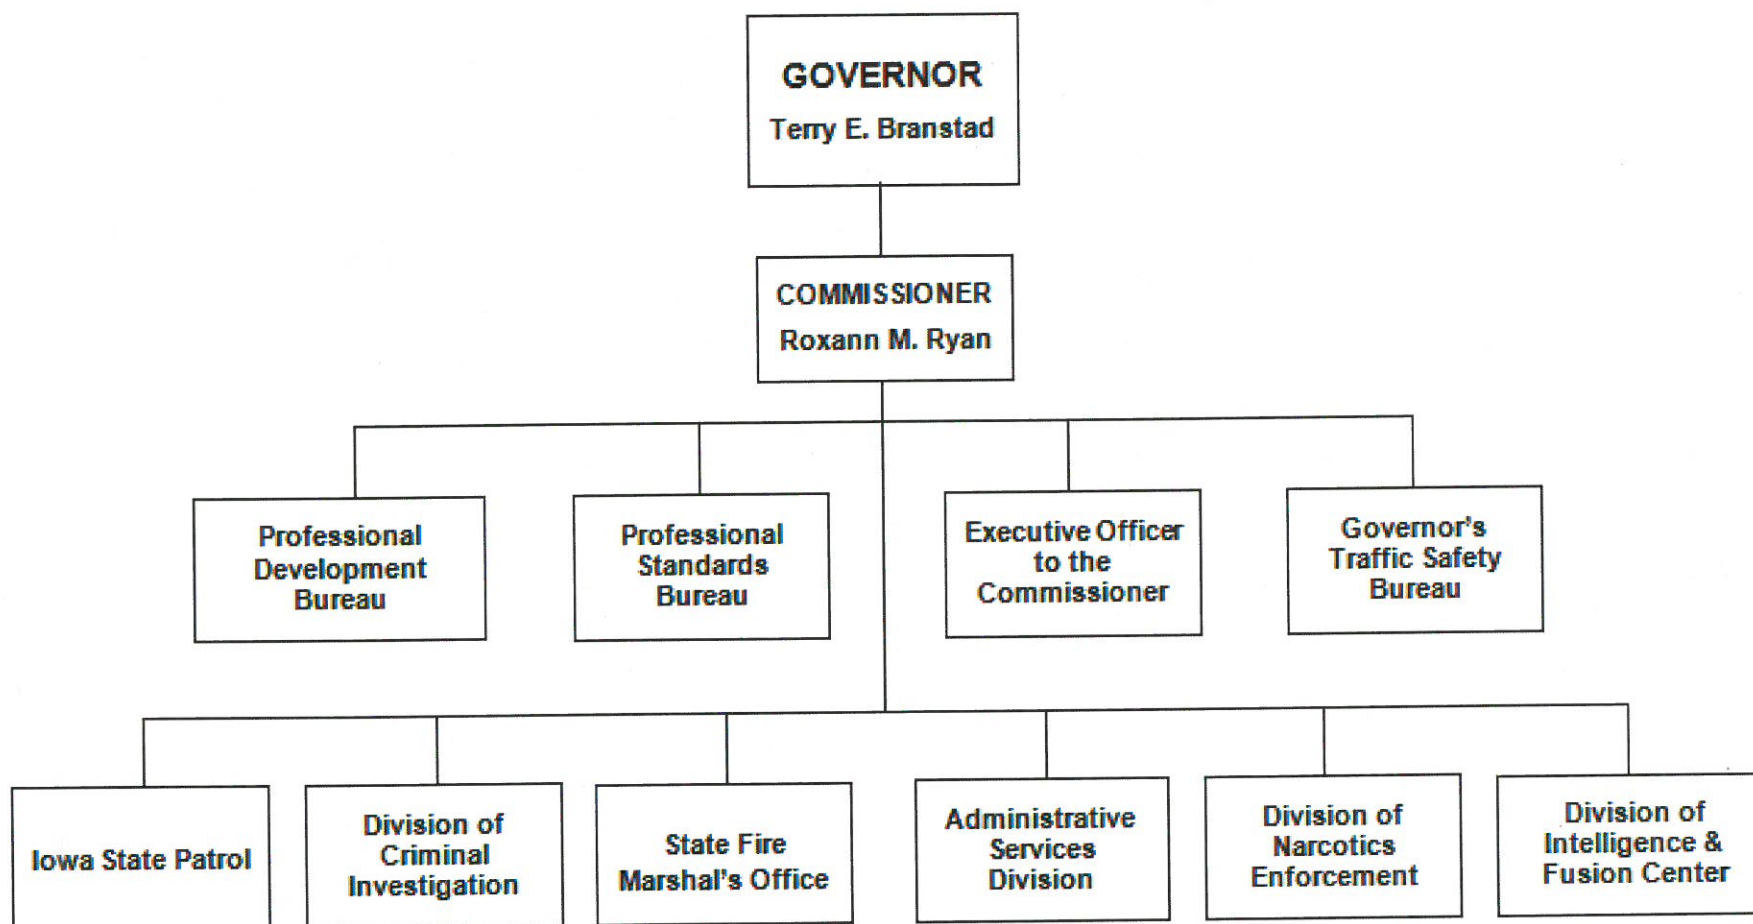 GOVERNOR
Terry E. Branstad
COMMISSIONER
Roxann M. Ryan
Professional
Development
Bureau
Professional
Standards
Bureau
Executive Officer
to the
Commissioner
Governor's
Traffic Safety
Bureau
Iowa State Patrol
Division of
Criminal
Investigation
State Fire
Marshal's Office
Administrative
Services
Division
Division of
Narcotics
Enforcement
Division of
Intelligence &
Fusion Center